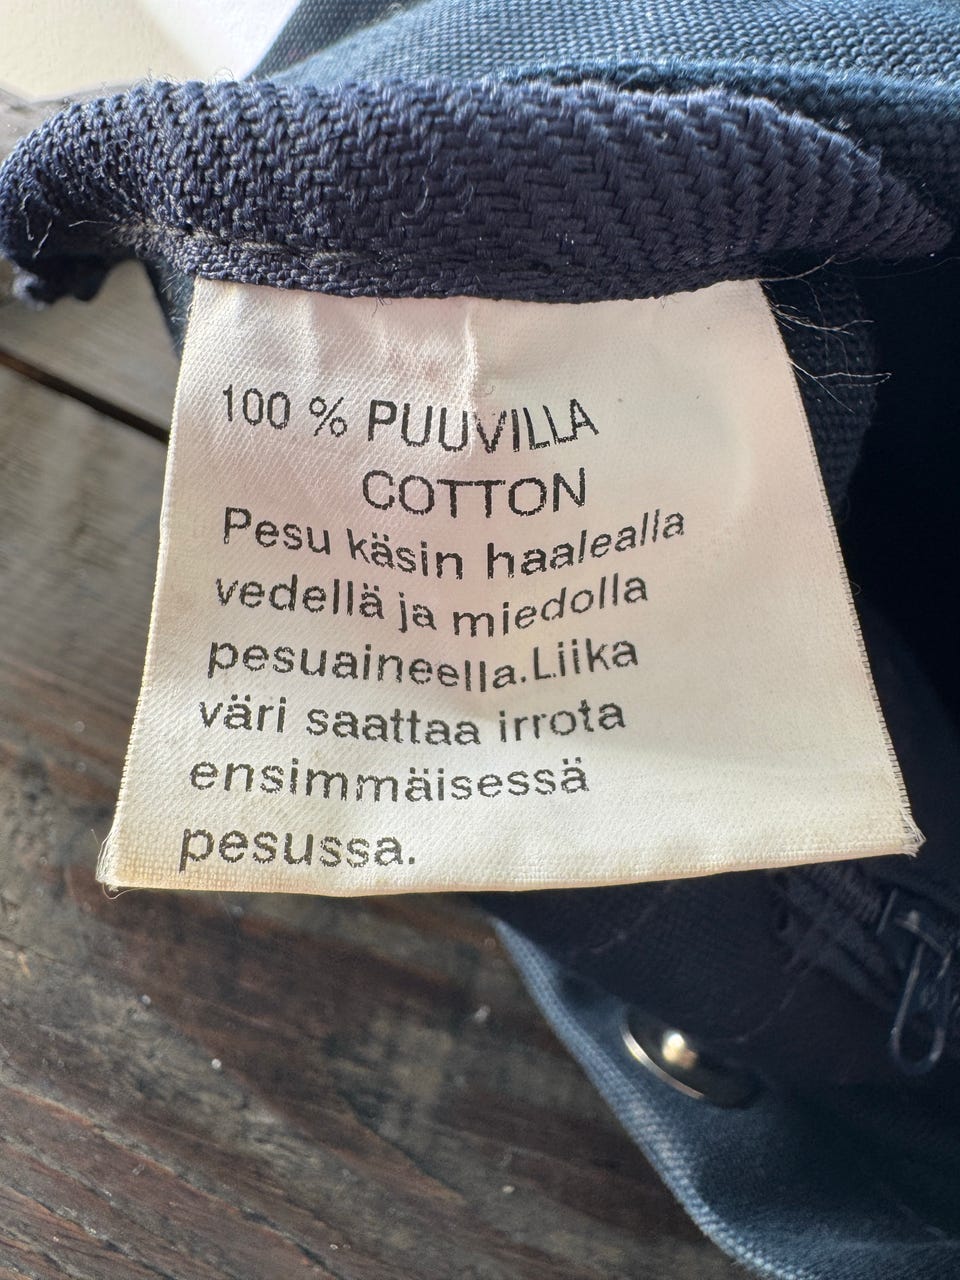 100 % PUUVILLA
COTTON
Pesu käsin haalealla
vedellä ja miedolla
pesuaineella.Liika
väri saattaa irrota
ensimmäisessä
pesussa.